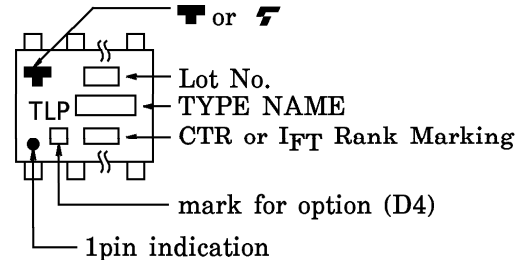 or
Lot No.
TYPE NAME
TLP
CTR or IFT Rank Marking
mark for option (D4)
1pin indication